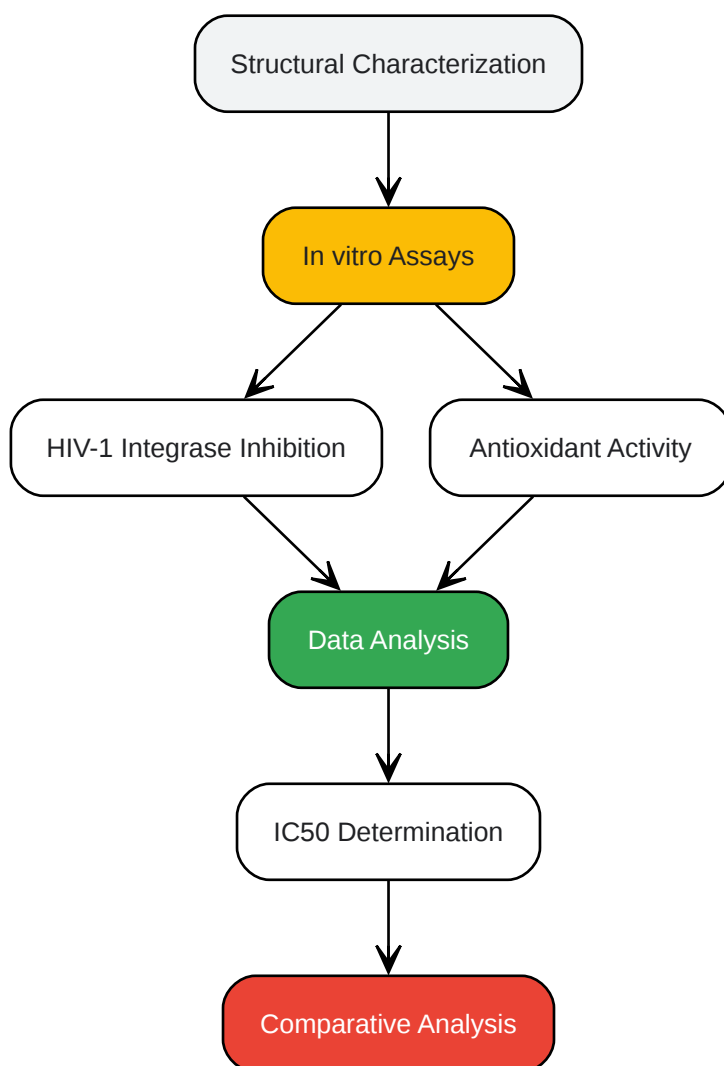 Structural Characterization
In vitro Assays
HIV-1 Integrase Inhibition
Antioxidant Activity
Data Analysis
IC50 Determination
Comparative Analysis